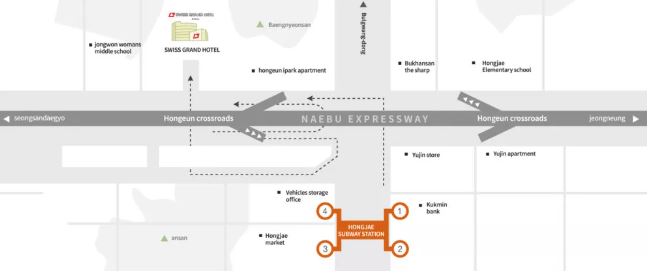 SWISS GRAND HOTEL
SWISS GRAND HOTEL
Baengnyeonsan
jongwon womans
middle school
hongeun ipark apartment
Bukhansan
the sharp
Hongjae
Elementary school
seongsandaegyo
Hongeun crossroads
NAEBU EXPRESSWAY
Hongeun crossroads
jeongneung
Yujin store
Yujin apartment
Vehicles storage
office
Kukmin
bank
ansan
Hongjae
market
4
1
HONGJAE
SUBWAY STATION
3
2